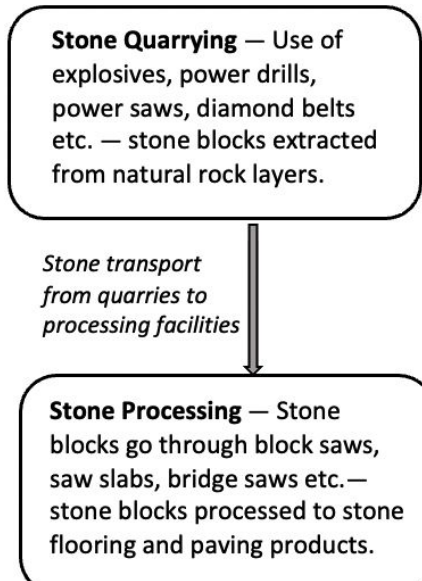 Stone Quarrying — Use of
explosives, power drills,
power saws, diamond belts
etc. — stone blocks extracted
from natural rock layers.
Stone transport
from quarries to
processing facilities
Stone Processing — Stone
blocks go through block saws,
saw slabs, bridge saws etc.—
stone blocks processed to stone
flooring and paving products.